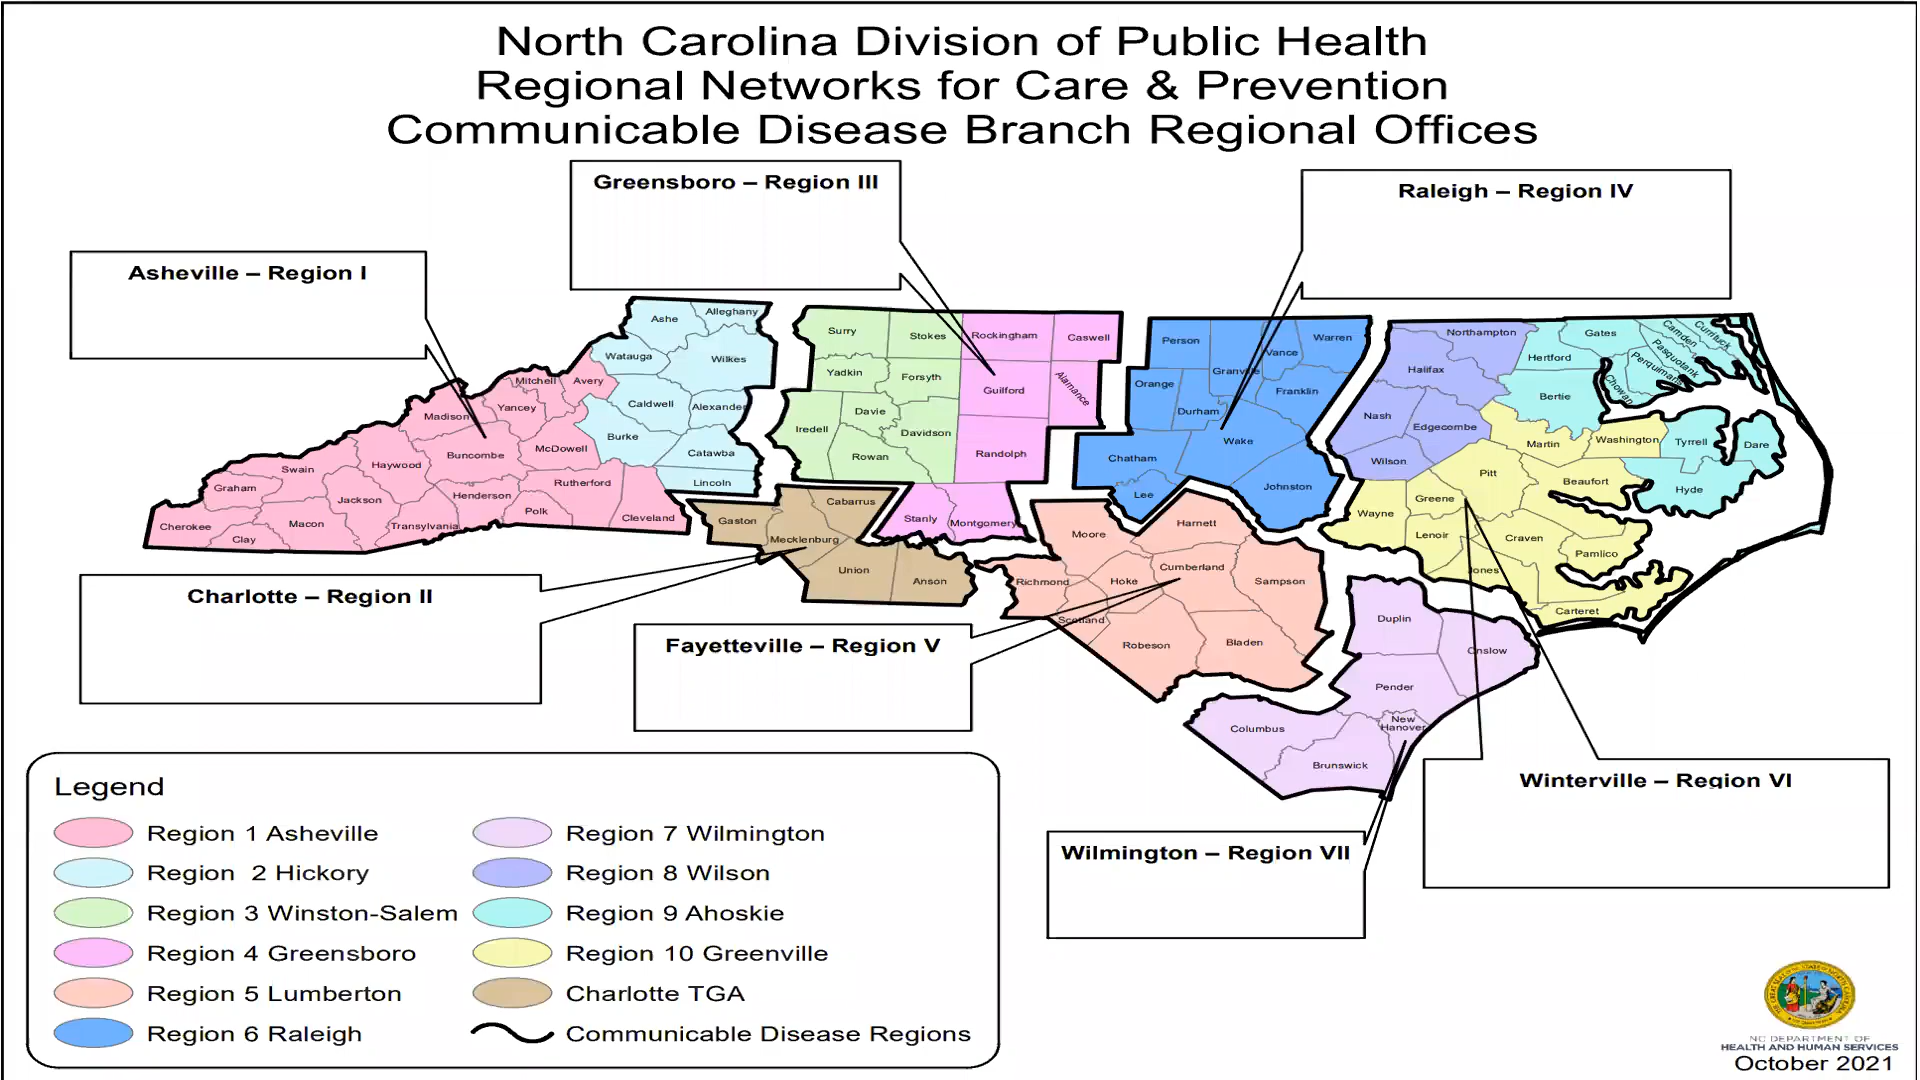 North Carolina Division of Public Health
Regional Networks for Care & Prevention
Communicable Disease Branch Regional Offices
Greensboro – Region III
Raleigh – Region IV
Asheville – Region I
Charlotte – Region II
Fayetteville – Region V
Winterville – Region VI
Wilmington – Region VII
Ashe
Alleghany
Watauga
Wilkes
Mitchell
Avery
Caldwell
Alexander
Madison
Yancey
Burke
McDowell
Catawba
Buncombe
Haywood
Swain
Lincoln
Rutherford
Graham
Henderson
Jackson
Polk
Cleveland
Macon
Transylvania
Cherokee
Clay
Surry
Stokes
Rockingham
Caswell
Yadkin
Forsyth
Guilford
Alamance
Davie
Iredell
Davidson
Rowan
Randolph
Cabarrus
Gaston
Stanly
Montgomery
Mecklenburg
Union
Anson
Person
Granville
Vance
Warren
Orange
Durham
Franklin
Wake
Chatham
Lee
Johnston
Moore
Harnett
Richmond
Hoke
Cumberland
Sampson
Scotland
Robeson
Bladen
Northampton
Gates
Camden
Currituck
Hertford
Pasquotank
Perquimans
Halifax
Bertie
Chowan
Nash
Edgecombe
Martin
Washington
Tyrrell
Dare
Wilson
Pitt
Beaufort
Hyde
Greene
Wayne
Lenoir
Craven
Pamlico
Jones
Carteret
Duplin
Onslow
Pender
Columbus
New
Hanover
Brunswick
Legend
Region 1 Asheville
Region 2 Hickory
Region 3 Winston-Salem
Region 4 Greensboro
Region 5 Lumberton
Region 6 Raleigh
Region 7 Wilmington
Region 8 Wilson
Region 9 Ahoskie
Region 10 Greenville
Charlotte TGA
Communicable Disease Regions
NC DEPARTMENT OF
HEALTH AND HUMAN SERVICES
October 2021